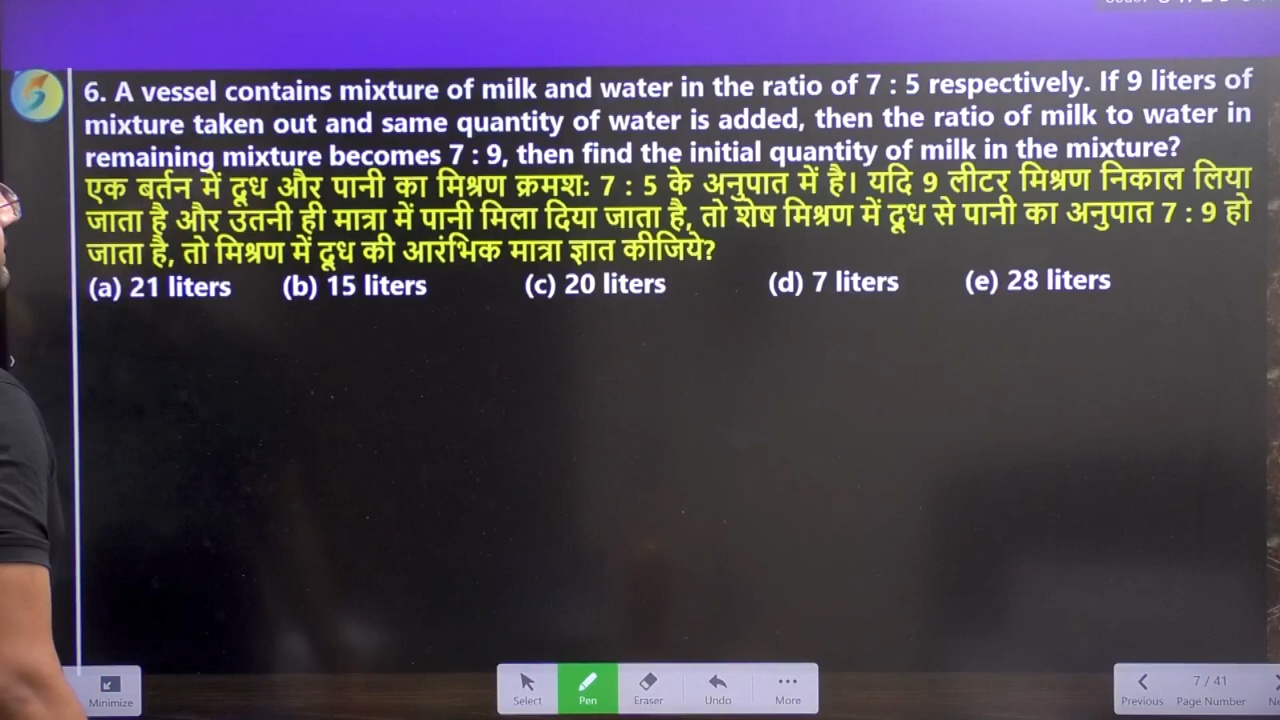 6. A vessel contains mixture of milk and water in the ratio of 7 : 5 respectively. If 9 liters of
mixture taken out and same quantity of water is added, then the ratio of milk to water in
remaining mixture becomes 7 : 9, then find the initial quantity of milk in the mixture?
एक बर्तन में दूध और पानी का मिश्रण क्रमश: 7 : 5 के अनुपात में है। यदि 9 लीटर मिश्रण निकाल लिया
जाता है और उतनी ही मात्रा में पानी मिला दिया जाता है, तो शेष मिश्रण में दूध से पानी का अनुपात 7 : 9 हो
जाता है, तो मिश्रण में दूध की आरंभिक मात्रा ज्ञात कीजिये?
(a) 21 liters (b) 15 liters (c) 20 liters (d) 7 liters (e) 28 liters
Minimize
Select Pen Eraser Undo More
7 / 41
Previous Page Number